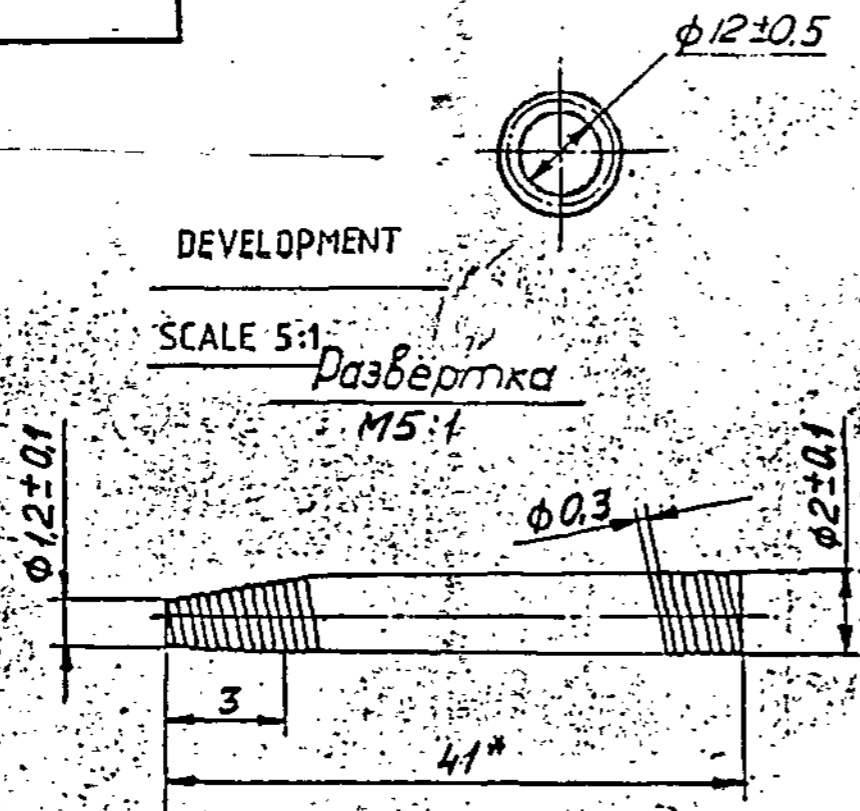 ϕ12±0.5
DEVELOPMENT
SCALE 5:1
Развертка
М5:1
ϕ1,2±0,1
ϕ0,3
ϕ2±0,1
3
41*